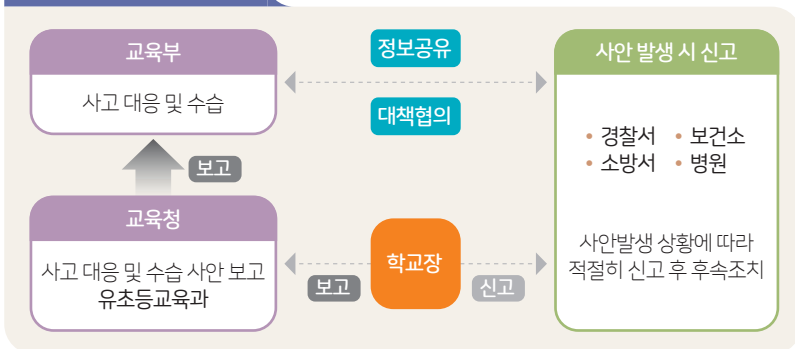 교육부
사고 대응 및 수습
정보공유
대책협의
사안 발생 시 신고
• 경찰서 • 보건소
• 소방서 • 병원
사안발생 상황에 따라
적절히 신고 후 후속조치
보고
교육청
사고 대응 및 수습 사안 보고
유초등교육과
학교장
보고
신고